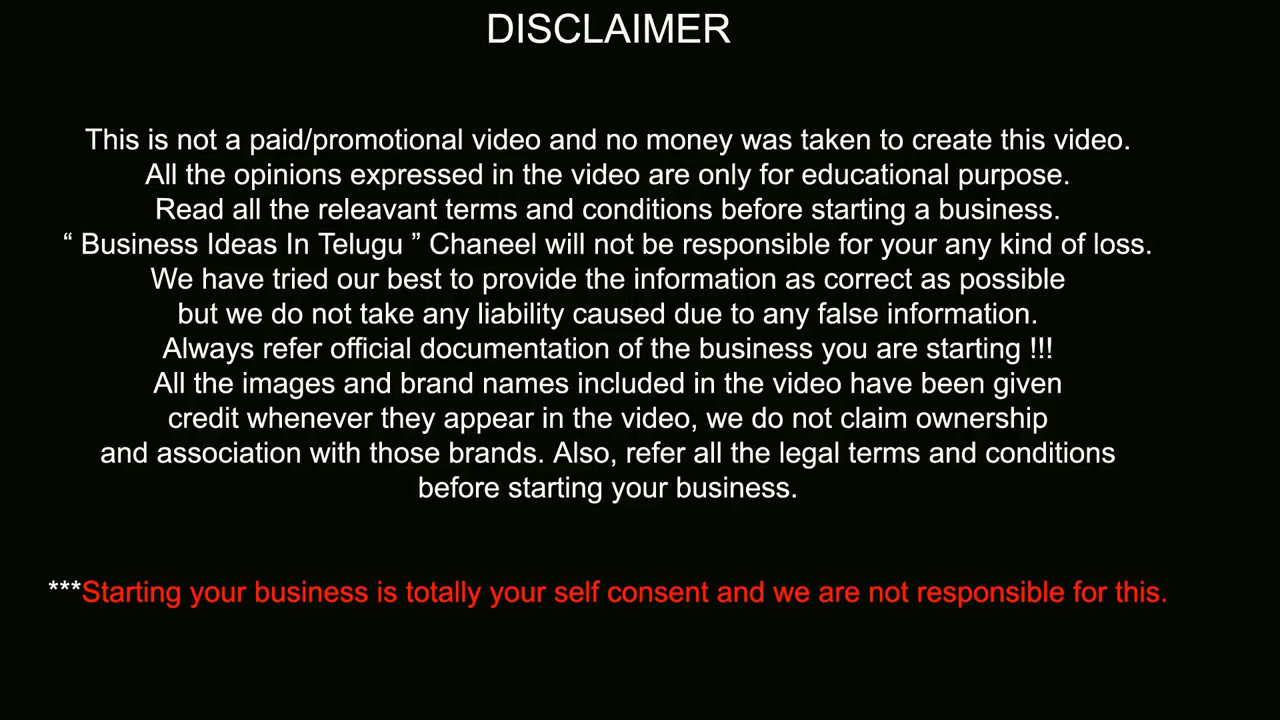 DISCLAIMER
This is not a paid/promotional video and no money was taken to create this video.
All the opinions expressed in the video are only for educational purpose.
Read all the releavant terms and conditions before starting a business.
“ Business Ideas In Telugu ” Chaneel will not be responsible for your any kind of loss.
We have tried our best to provide the information as correct as possible
but we do not take any liability caused due to any false information.
Always refer official documentation of the business you are starting !!!
All the images and brand names included in the video have been given
credit whenever they appear in the video, we do not claim ownership
and association with those brands. Also, refer all the legal terms and conditions
before starting your business.
***Starting your business is totally your self consent and we are not responsible for this.